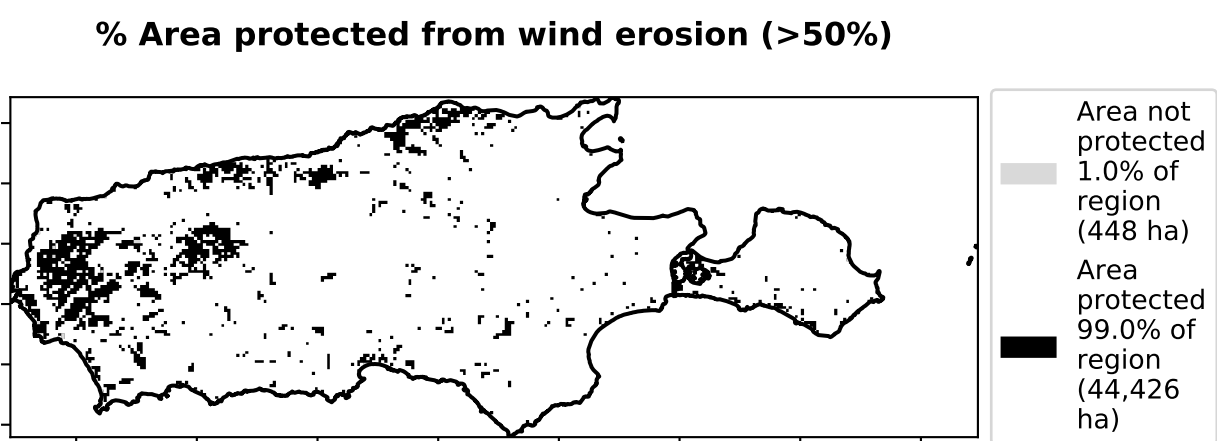 % Area protected from wind erosion (>50%)
Area not
protected
1.0% of
region
(448 ha)
Area
protected
99.0% of
region
(44,426
ha)